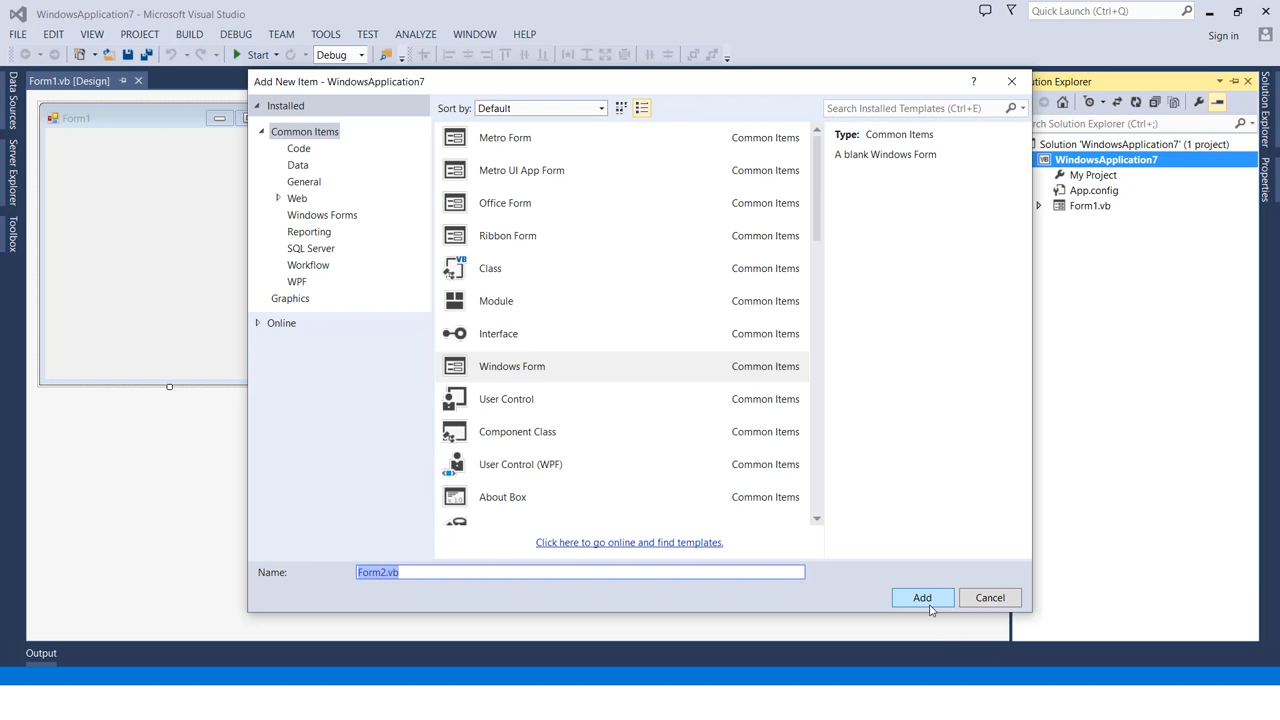 WindowsApplication7 - Microsoft Visual Studio
Quick Launch (Ctrl+Q)
FILE EDIT VIEW PROJECT BUILD DEBUG TEAM TOOLS TEST ANALYZE WINDOW HELP
Sign in
Start Debug
Data Sources
Server Explorer
Toolbox
Form1.vb [Design]
Form1
Add New Item - WindowsApplication7
?
Installed
Sort by: Default
Search Installed Templates (Ctrl+E)
Common Items
Code
Data
General
Web
Windows Forms
Reporting
SQL Server
Workflow
WPF
Graphics
Online
Metro Form Common Items
Metro UI App Form Common Items
Office Form Common Items
Ribbon Form Common Items
VB
Class Common Items
Module Common Items
Interface Common Items
Windows Form Common Items
User Control Common Items
Component Class Common Items
User Control (WPF) Common Items
About Box Common Items
Type: Common Items
A blank Windows Form
Click here to go online and find templates.
Name: Form2.vb
Add Cancel
ution Explorer
earch Solution Explorer (Ctrl+;)
Solution 'WindowsApplication7' (1 project)
VB WindowsApplication7
My Project
App.config
Form1.vb
Solution Explorer
Properties
Output